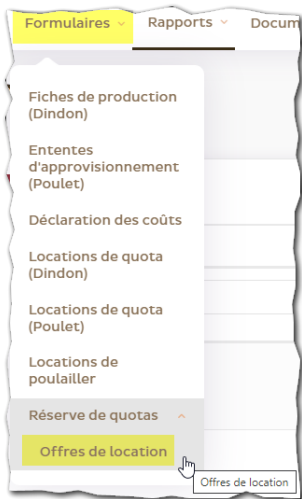 Formulaires Rapports Docum
Fiches de production
(Dindon)
Ententes
d'approvisionnement
(Poulet)
Déclaration des coûts
Locations de quota
(Dindon)
Locations de quota
(Poulet)
Locations de
poulailler
Réserve de quotas
Offres de location
Offres de location